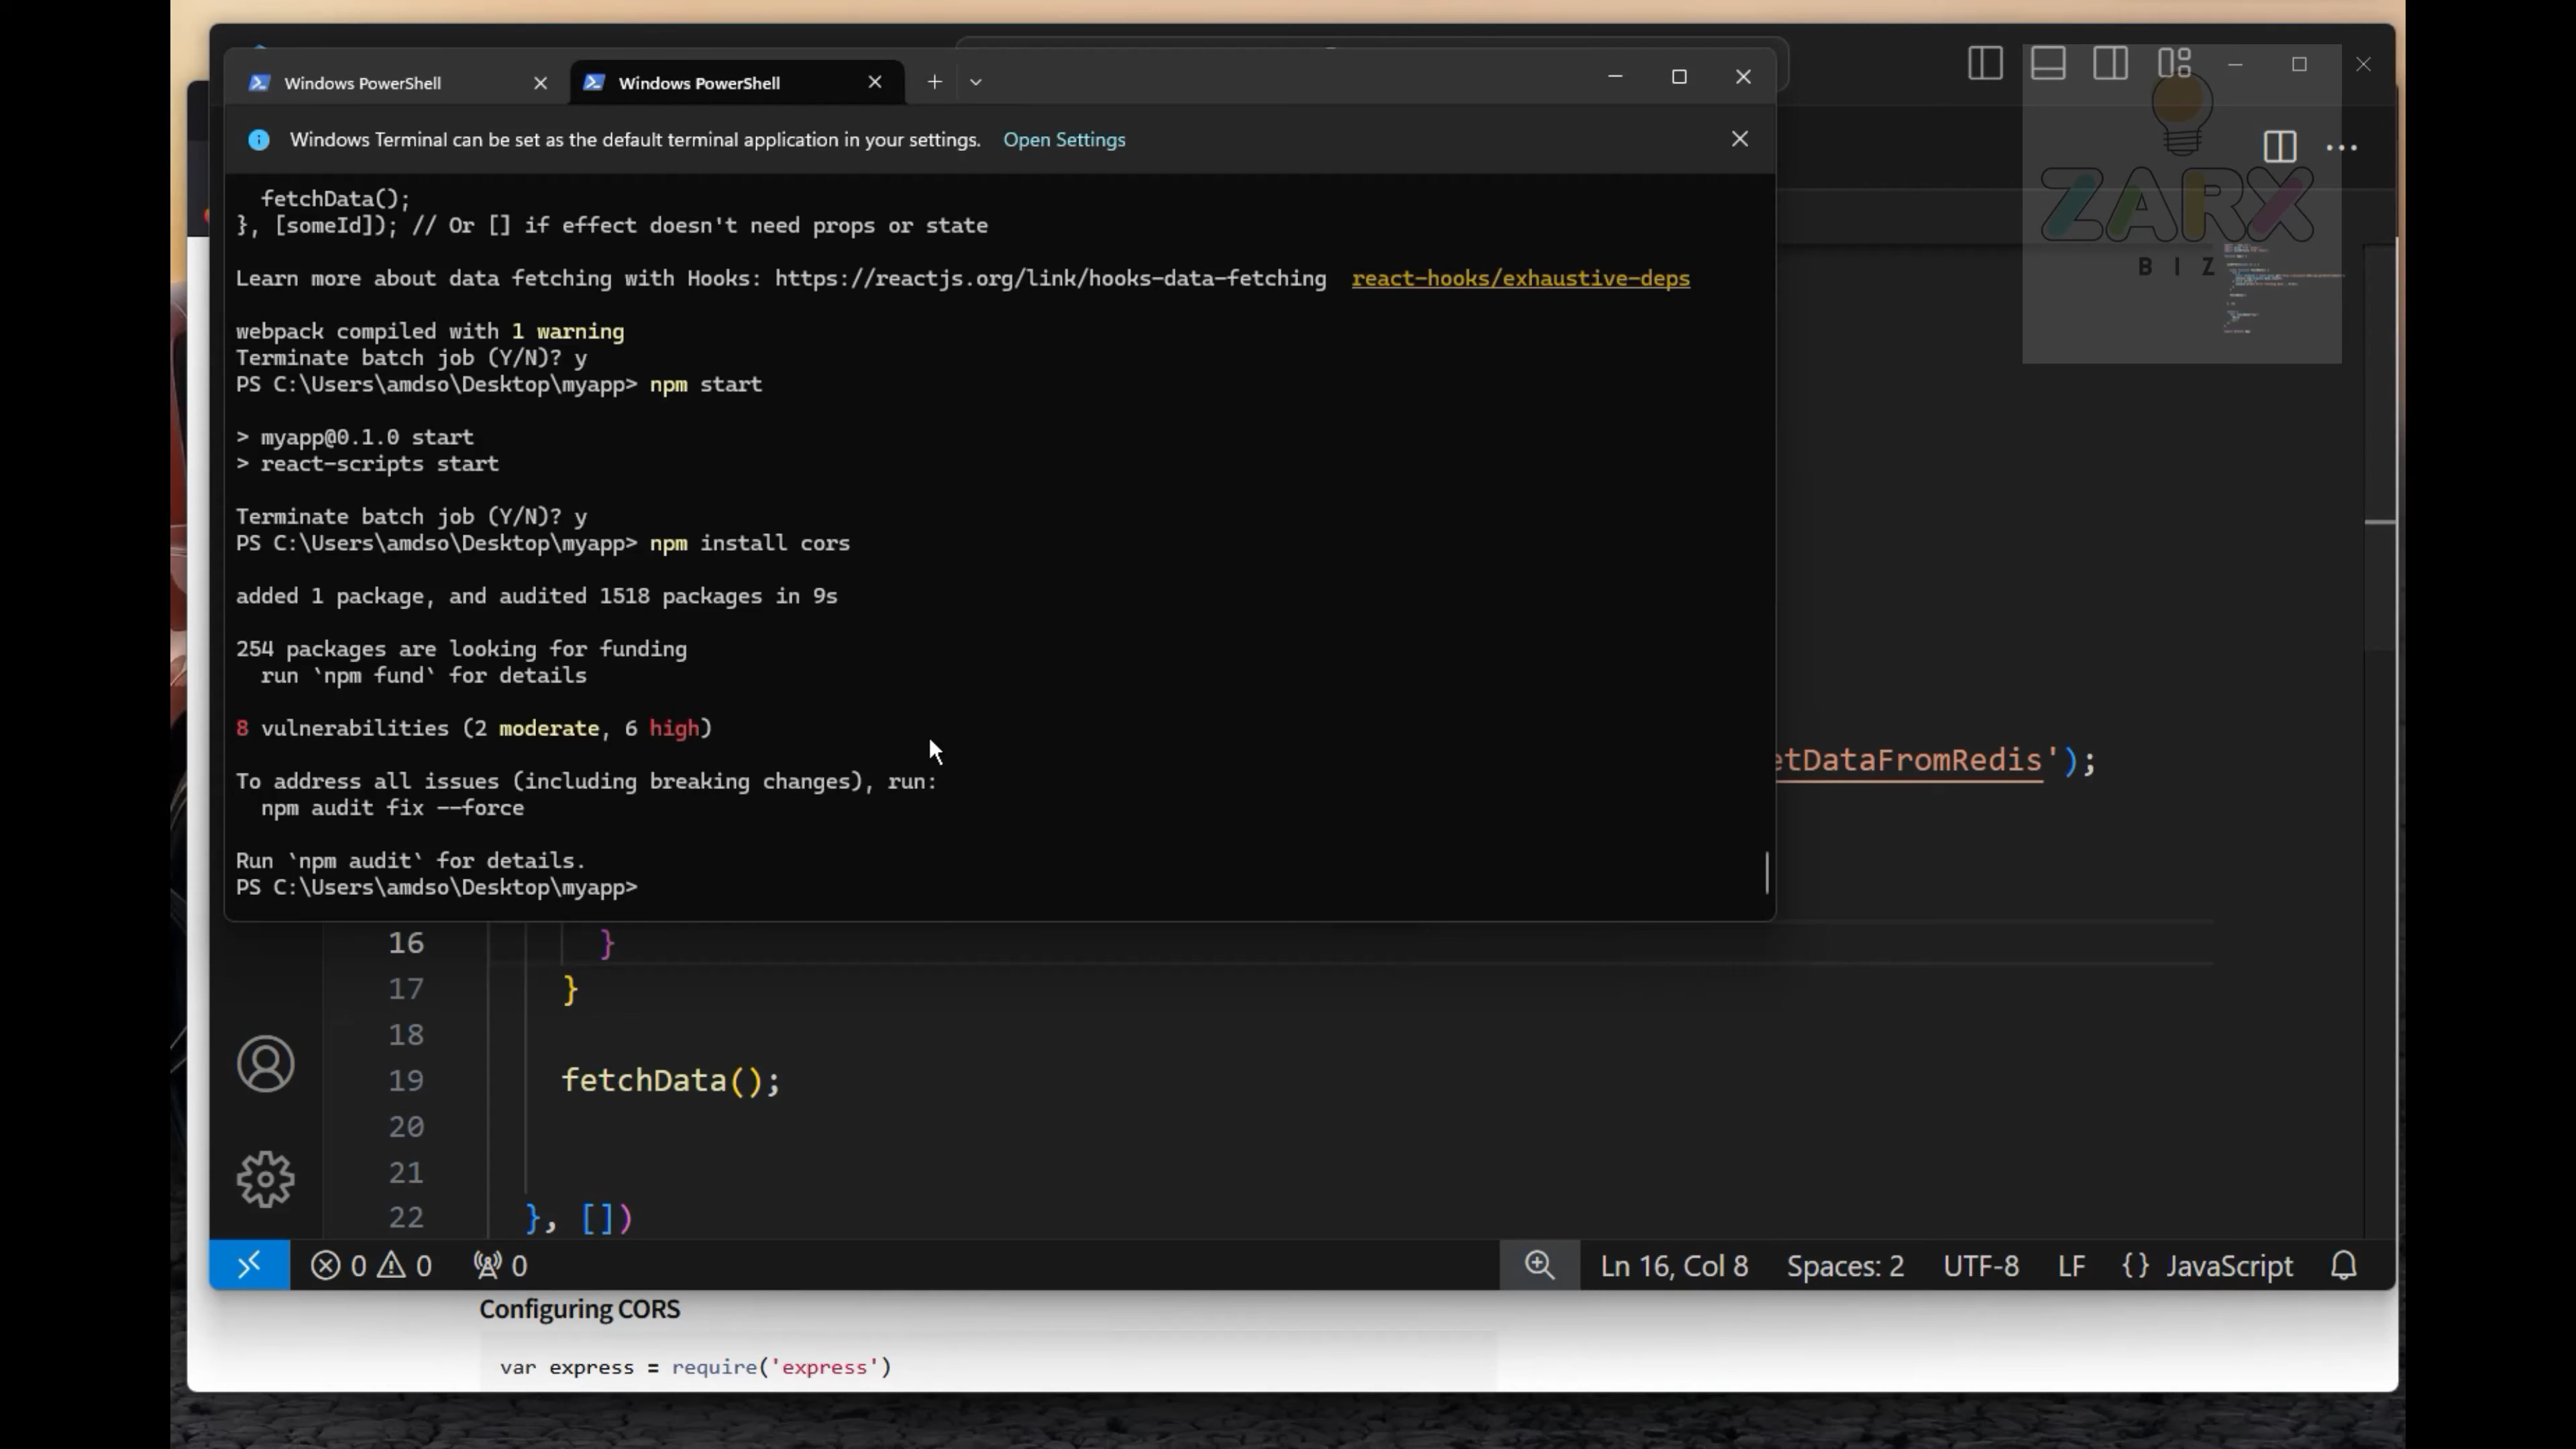 Windows PowerShell
Windows PowerShell
Windows Terminal can be set as the default terminal application in your settings. Open Settings
fetchData();
}, [someId]); // Or [] if effect doesn't need props or state
Learn more about data fetching with Hooks: https://reactjs.org/link/hooks-data-fetching react-hooks/exhaustive-deps
webpack compiled with 1 warning
Terminate batch job (Y/N)? y
PS C:\Users\amdso\Desktop\myapp> npm start
> myapp@0.1.0 start
> react-scripts start
Terminate batch job (Y/N)? y
PS C:\Users\amdso\Desktop\myapp> npm install cors
added 1 package, and audited 1518 packages in 9s
254 packages are looking for funding
run `npm fund` for details
8 vulnerabilities (2 moderate, 6 high)
To address all issues (including breaking changes), run:
npm audit fix --force
Run `npm audit` for details.
PS C:\Users\amdso\Desktop\myapp>
ZARX
BIZ
etDataFromRedis');
16 }
17 }
18
19 fetchData();
20
21
22 }, [])
0 0 0
Ln 16, Col 8 Spaces: 2 UTF-8 LF {} JavaScript
Configuring CORS
var express = require('express')